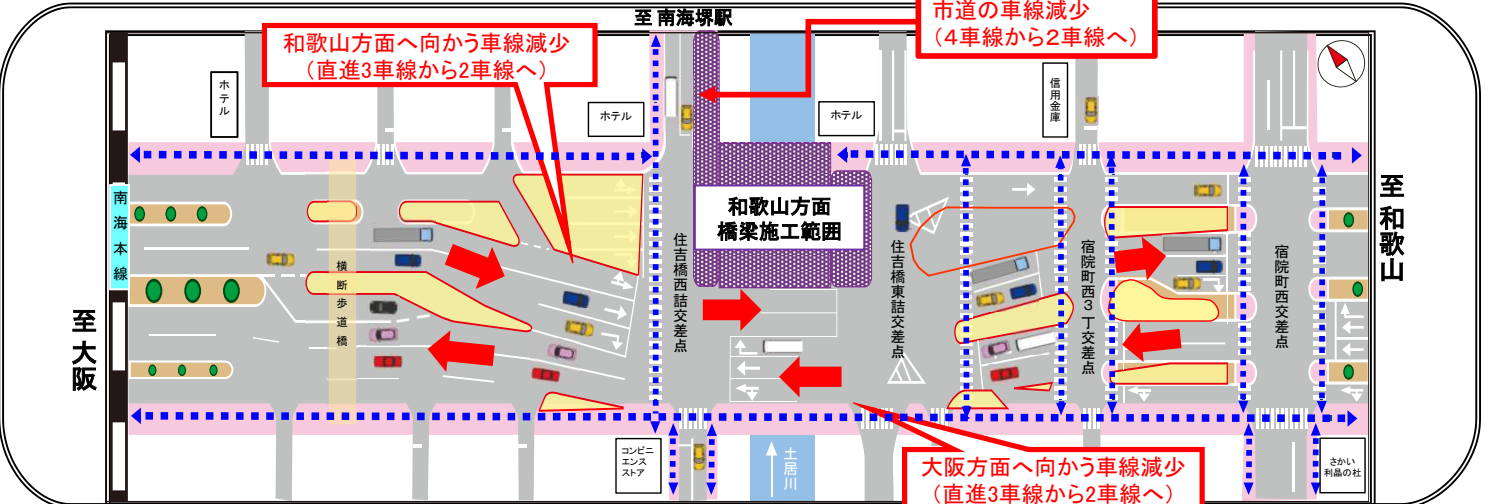 至 南海堺駅
市道の車線減少
（4車線から2車線へ）
和歌山方面へ向かう車線減少
（直進3車線から2車線へ）
ホテル
ホテル
ホテル
信用金庫
南海本線
至 大阪
至 和歌山
横断歩道橋
住吉橋西詰交差点
和歌山方面
橋梁施工範囲
住吉橋東詰交差点
宿院町西3丁交差点
宿院町西交差点
コンビニ
エンス
ストア
土居川
大阪方面へ向かう車線減少
（直進3車線から2車線へ）
さかい
利晶の杜